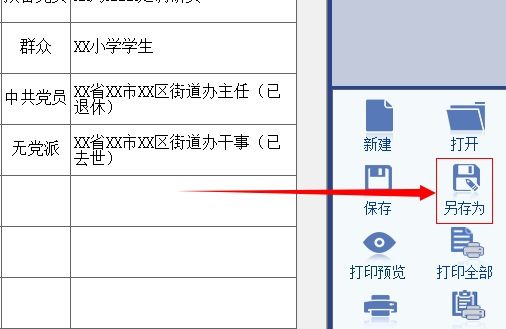 群众 XX小学学生
中共党员 XX省XX市XX区街道办主任（已
退休）
无党派 XX省XX市XX区街道办干事（已
去世）
新建 打开
保存 另存为
打印预览 打印全部